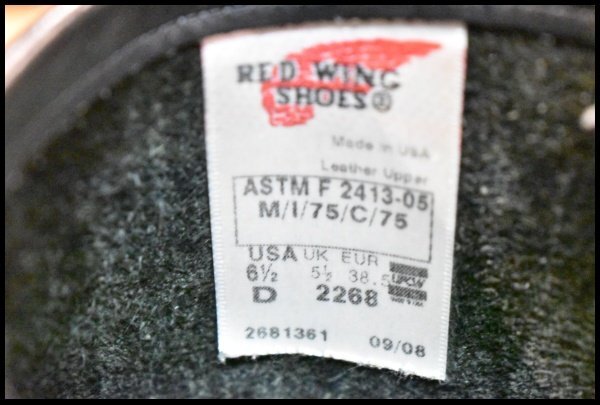 RED WING
SHOES®
Made in USA
Leather Upper
ASTM F 2413-05
M/I/75/C/75
USA UK EUR
6½ 5½ 38.5
D 2268
UFCW
2681361 09/08